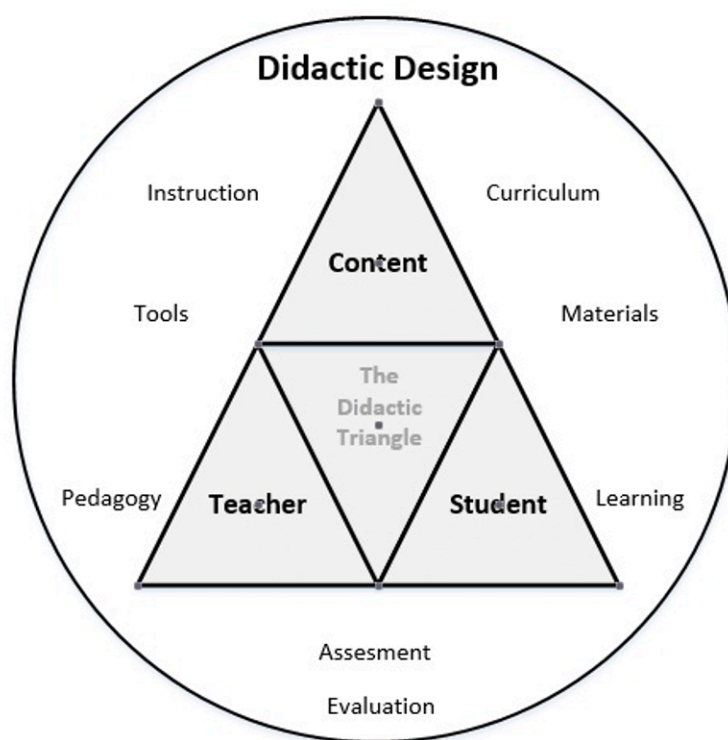 Didactic Design
Instruction
Curriculum
Content
Tools
Materials
The
Didactic
Triangle
Pedagogy
Teacher
Student
Learning
Assesment
Evaluation